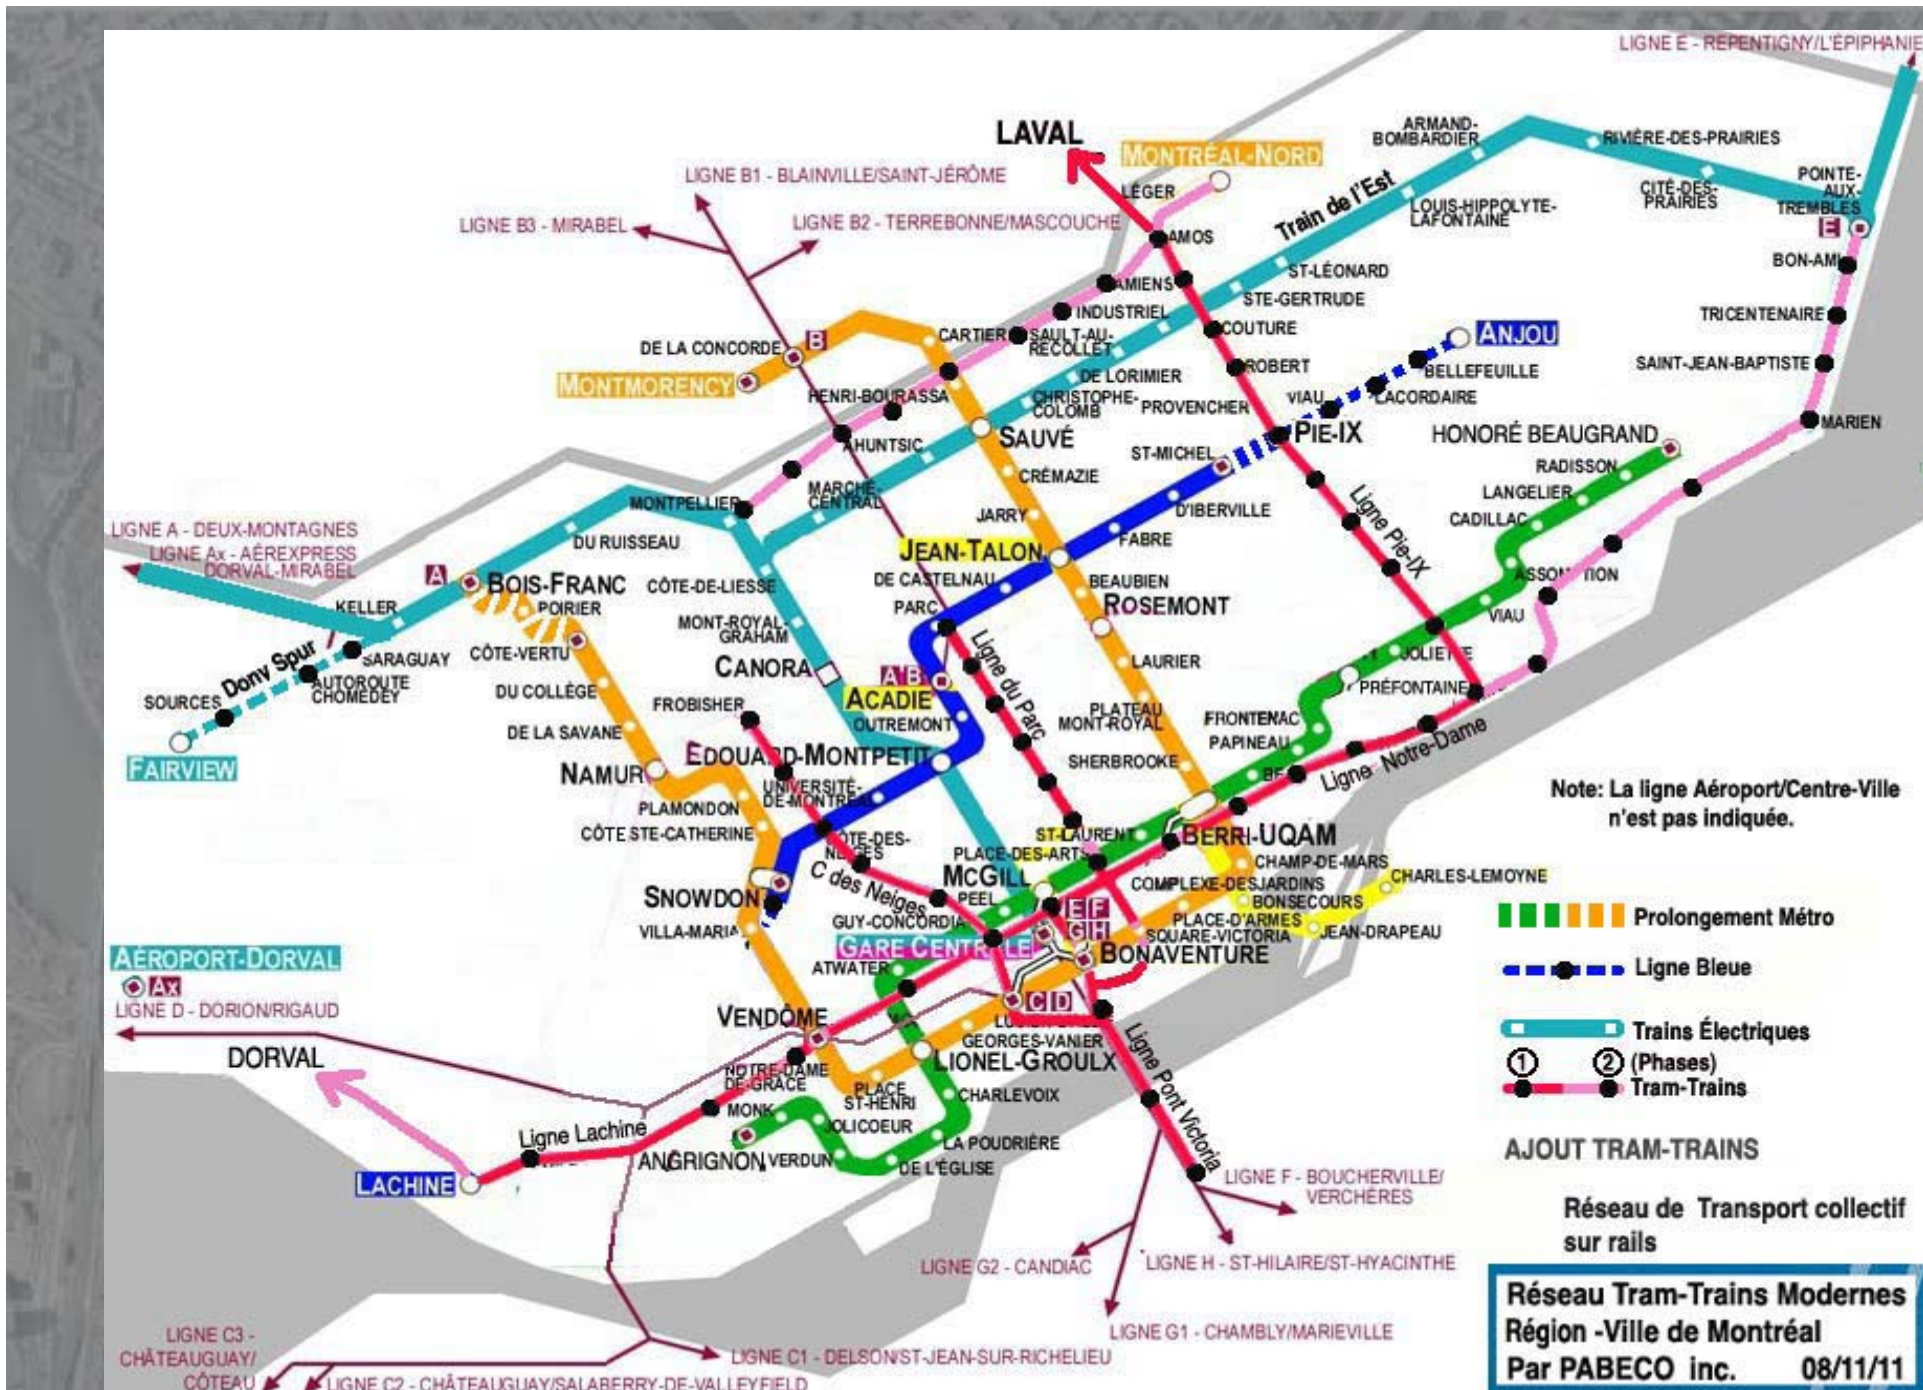 LIGNE E - REPENTIGNY/L'ÉPIPHANIE
LAVAL
MONTRÉAL-NORD
ARMAND-
BOMBARDIER
RIVIÈRE-DES-PRAIRIES
LIGNE B1 - BLAINVILLE/SAINT-JÉRÔME
LÉGER
Train de l'Est
CITÉ-DES-
PRAIRIES
POINTE-
AUX-
TREMBLES
LIGNE B3 - MIRABEL
LIGNE B2 - TERREBONNE/MASCOUCHE
LOUIS-HIPPOLYTE-
LAFONTAINE
E
AMOS
BON-AMI
ST-LÉONARD
AMIENS
STE-GERTRUDE
INDUSTRIEL
TRICENTENAIRE
COUTURE
CARTIER
SAULT-AU-
RECOLLET
DE LA CONCORDE
B
ANJOU
ROBERT
BELLEFEUILLE
SAINT-JEAN-BAPTISTE
MONTMORENCY
DE LORIMIER
HENRI-BOURASSA
CHRISTOPHE-
COLOMB
PROVENCHER
VIAU
LACORDAIRE
MARIEN
AHUNTSIC
SAUVÉ
PIE-IX
HONORÉ BEAUGRAND
ST-MICHEL
RADISSON
CRÉMAZIE
MARCHÉ-
CENTRAL
MONTPELLIER
LANGELIER
D'IBERVILLE
JARRY
CADILLAC
LIGNE A - DEUX-MONTAGNES
LIGNE Ax - AÉREXPRESS
DORVAL-MIRABEL
DU RUISSEAU
FABRE
Ligne Pie-IX
JEAN-TALON
A
BOIS-FRANC
CÔTE-DE-LIESSE
DE CASTELNAU
BEAUBIEN
KELLER
POIRIER
PARC
ROSEMONT
VIAU
MONT-ROYAL-
GRAHAM
Dony Spur
SARAGUAY
CÔTE-VERTU
CANORA
Ligne du Parc
LAURIER
JOLIETTE
AUTOROUTE
CHOMEDEY
SOURCES
DU COLLÈGE
A'B
ACADIE
PRÉFONTAINE
FROBISHER
OUTREMONT
PLATEAU
MONT-ROYAL
FRONTENAC
DE LA SAVANE
PAPINEAU
Ligne Notre-Dame
FAIRVIEW
EDOUARD-MONTPETIT
SHERBROOKE
NAMUR
UNIVERSITÉ-
DE-MONTRÉAL
Note: La ligne Aéroport/Centre-Ville
n'est pas indiquée.
PLAMONDON
CÔTE STE-CATHERINE
CÔTE-DES-
NEIGES
ST-LAURENT
BERRI-UQAM
PLACE-DES-ARTS
CHAMP-DE-MARS
C des Neiges
MCGILL
SNOWDON
COMPLEXE-DESJARDINS
CHARLES-LEMOYNE
PEEL
BONSECOURS
E F
G H
GUY-CONCORDIA
PLACE-D'ARMES
Prolongement Métro
VILLA-MARIA
SQUARE-VICTORIA
JEAN-DRAPEAU
GARE CENTRALE
BONAVENTURE
AÉROPORT-DORVAL
ATWATER
Ligne Bleue
Ax
C D
LIGNE D - DORION/RIGAUD
VENDÔME
Trains Électriques
GEORGES-VANIER
DORVAL
LIONEL-GROULX
Ligne Pont Victoria
1
2 (Phases)
NOTRE-DAME
DE-GRACE
PLACE
ST-HENRI
CHARLEVOIX
Tram-Trains
MONK
JOLICOEUR
Ligne Lachine
LA POUDRIÈRE
AJOUT TRAM-TRAINS
ANGRIGNON
VERDUN
DE L'ÉGLISE
LACHINE
LIGNE F - BOUCHERVILLE/
VERCHÈRES
Réseau de Transport collectif
sur rails
LIGNE G2 - CANDIAC
LIGNE H - ST-HILAIRE/ST-HYACINTHE
Réseau Tram-Trains Modernes
Région -Ville de Montréal
Par PABECO inc. 08/11/11
LIGNE G1 - CHAMBLY/MARIEVILLE
LIGNE C3 -
CHÂTEAUGUAY/
CÔTEAU
LIGNE C1 - DELSON/ST-JEAN-SUR-RICHELIEU
LIGNE C2 - CHÂTEAUGUAY/SALABERRY-DE-VALLEYFIELD